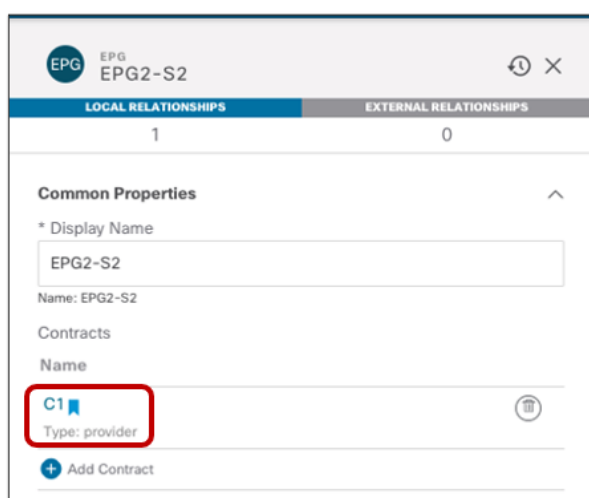 EPG
EPG
EPG2-S2
LOCAL RELATIONSHIPS
EXTERNAL RELATIONSHIPS
1
0
Common Properties
* Display Name
EPG2-S2
Name: EPG2-S2
Contracts
Name
C1
Type: provider
Add Contract